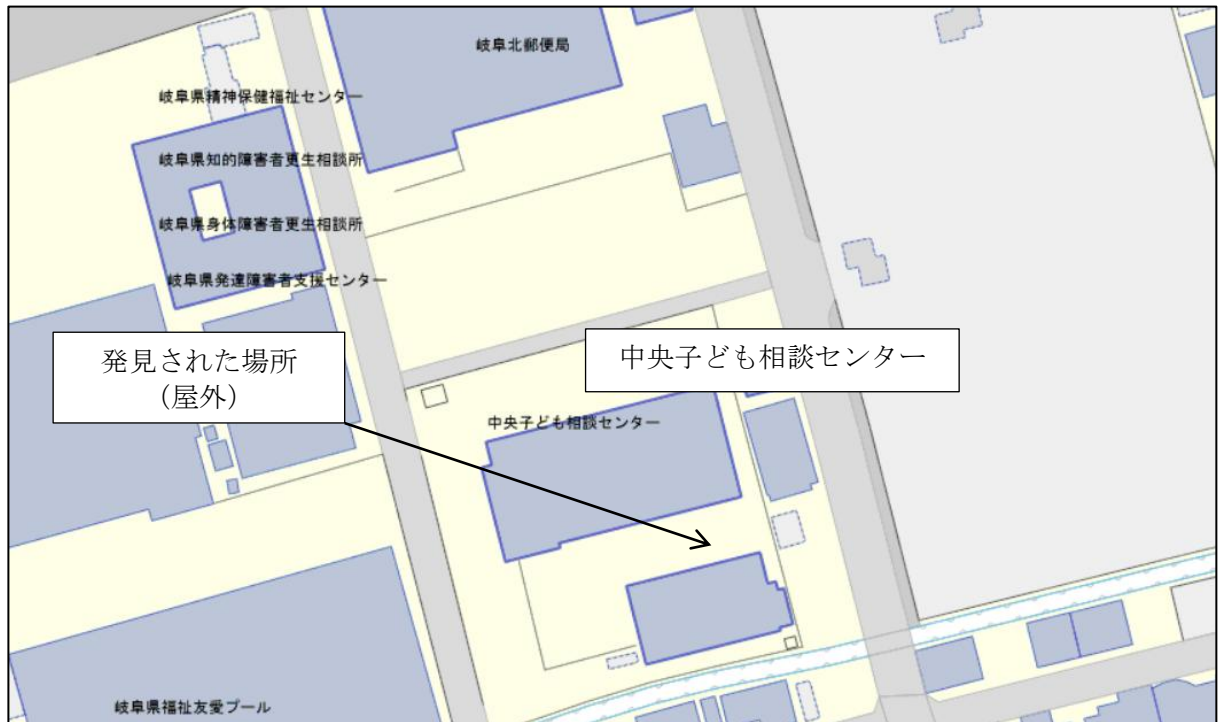 岐阜北郵便局
岐阜県精神保健福祉センター
岐阜県知的障害者更生相談所
岐阜県身体障害者更生相談所
岐阜県発達障害者支援センター
発見された場所
（屋外）
中央子ども相談センター
中央子ども相談センター
岐阜県福祉友愛プール